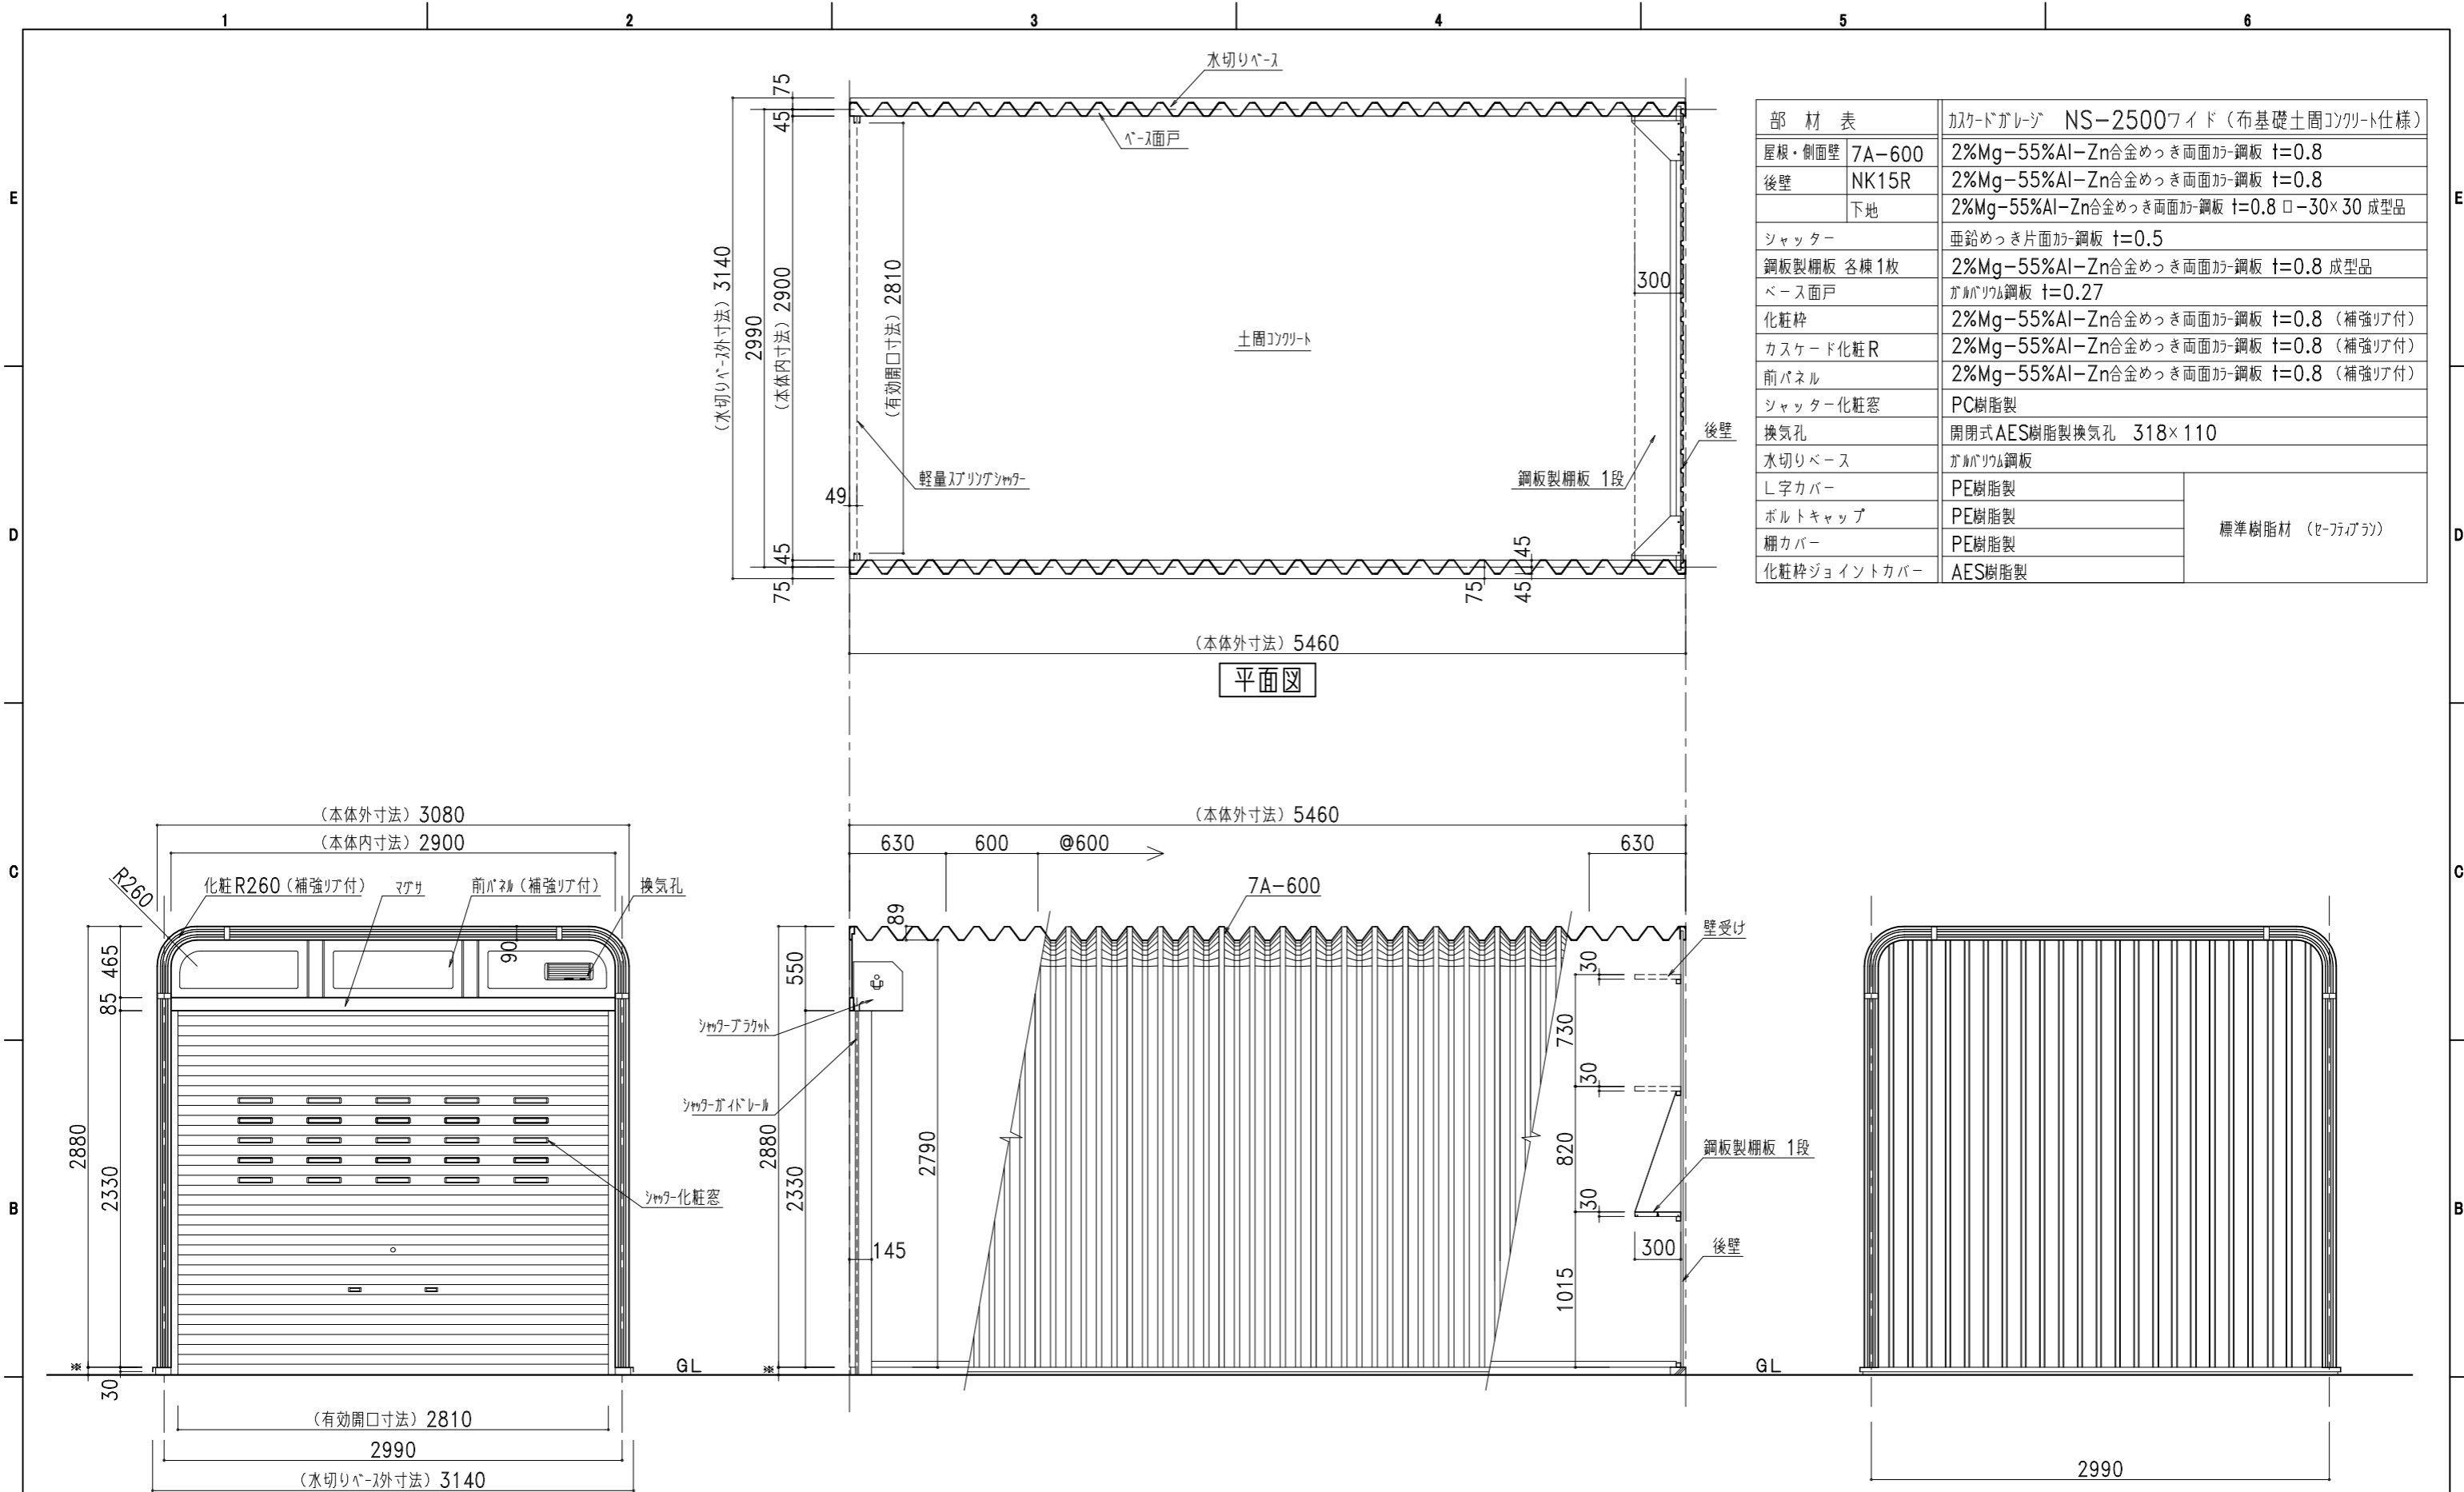 1 2 3 4 5 6
E
D
C
B
E
D
C
B
水切りベース
ベース面戸
75
45
(水切りベース外寸法) 3140
2990
(本体内寸法) 2900
(有効開口寸法) 2810
300
土間コンクリート
後壁
軽量スプリングシャッター
鋼板製棚板 1段
49
45
75
45
75
45
(本体外寸法) 5460
平面図
部 材 表 カスケードガレージ NS-2500ワイド (布基礎土間コンクリート仕様)
屋根・側面壁 7A-600 2%Mg-55%Al-Zn合金めっき両面カラー鋼板 t=0.8
後壁 NK15R 2%Mg-55%Al-Zn合金めっき両面カラー鋼板 t=0.8
下地 2%Mg-55%Al-Zn合金めっき両面カラー鋼板 t=0.8 ロ-30×30 成型品
シャッター 亜鉛めっき片面カラー鋼板 t=0.5
鋼板製棚板 各棟1枚 2%Mg-55%Al-Zn合金めっき両面カラー鋼板 t=0.8 成型品
ベース面戸 ガルバリウム鋼板 t=0.27
化粧枠 2%Mg-55%Al-Zn合金めっき両面カラー鋼板 t=0.8 (補強リブ付)
カスケード化粧R 2%Mg-55%Al-Zn合金めっき両面カラー鋼板 t=0.8 (補強リブ付)
前パネル 2%Mg-55%Al-Zn合金めっき両面カラー鋼板 t=0.8 (補強リブ付)
シャッター化粧窓 PC樹脂製
換気孔 開閉式AES樹脂製換気孔 318×110
水切りベース ガルバリウム鋼板
L字カバー PE樹脂製
ボルトキャップ PE樹脂製
棚カバー PE樹脂製
化粧枠ジョイントカバー AES樹脂製
標準樹脂材 (セーフティプラン)
(本体外寸法) 3080
(本体内寸法) 2900
R260
化粧R260 (補強リブ付)
マグサ
前パネル (補強リブ付)
換気孔
90
465
85
2880
2330
※
30
シャッター化粧窓
GL
(有効開口寸法) 2810
2990
(水切りベース外寸法) 3140
(本体外寸法) 5460
630 600 @600 630
7A-600
89
壁受け
550
シャッターブラケット
シャッターガイドレール
2880
2330
2790
※
145
30
730
30
820
30
鋼板製棚板 1段
300
後壁
1015
GL
2990